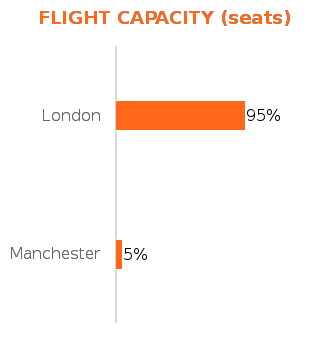 FLIGHT CAPACITY (seats)
London 95%
Manchester 5%